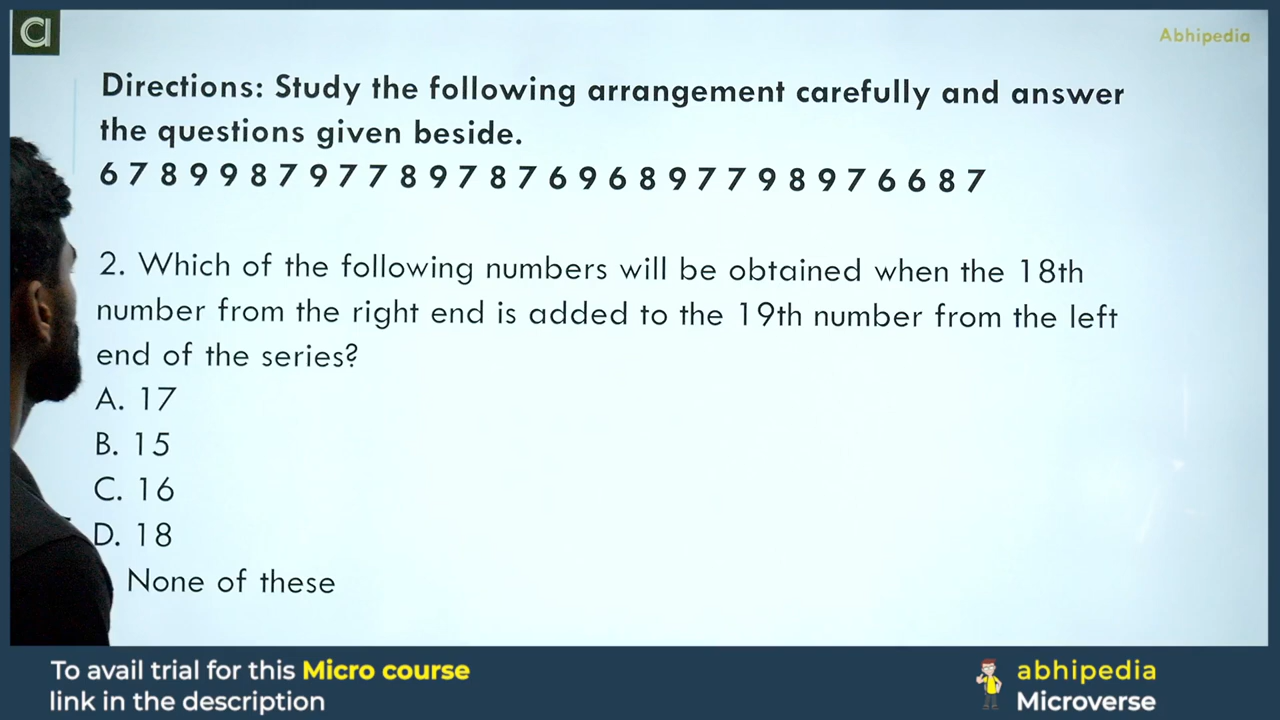 a
Abhipedia
Directions: Study the following arrangement carefully and answer
the questions given beside.
6 7 8 9 9 8 7 9 7 7 8 9 7 8 7 6 9 6 8 9 7 7 9 8 9 7 6 6 8 7
2. Which of the following numbers will be obtained when the 18th
number from the right end is added to the 19th number from the left
end of the series?
A. 17
B. 15
C. 16
D. 18
None of these
To avail trial for this Micro course
link in the description
abhipedia
Microverse